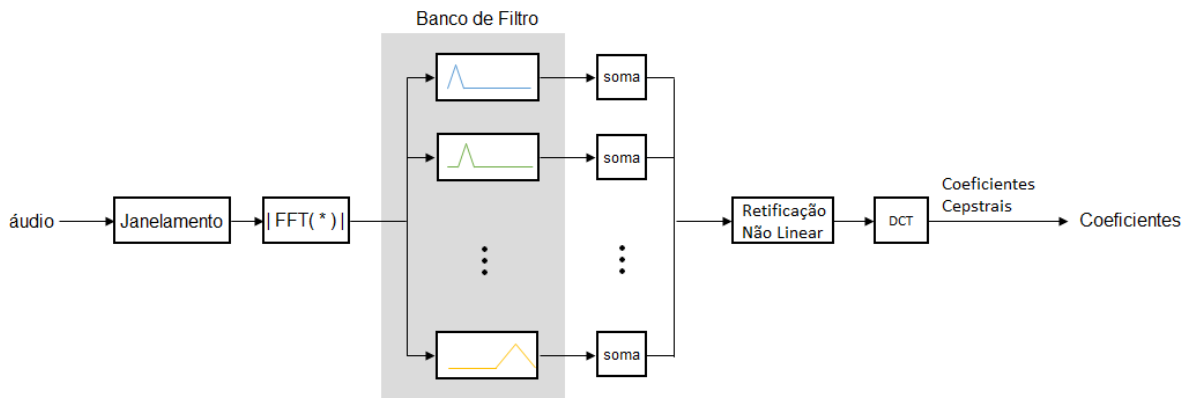 Banco de Filtro
soma
soma
áudio
Janelamento
| FFT( * ) |
Retificação
Não Linear
DCT
Coeficientes
Cepstrais
Coeficientes
soma